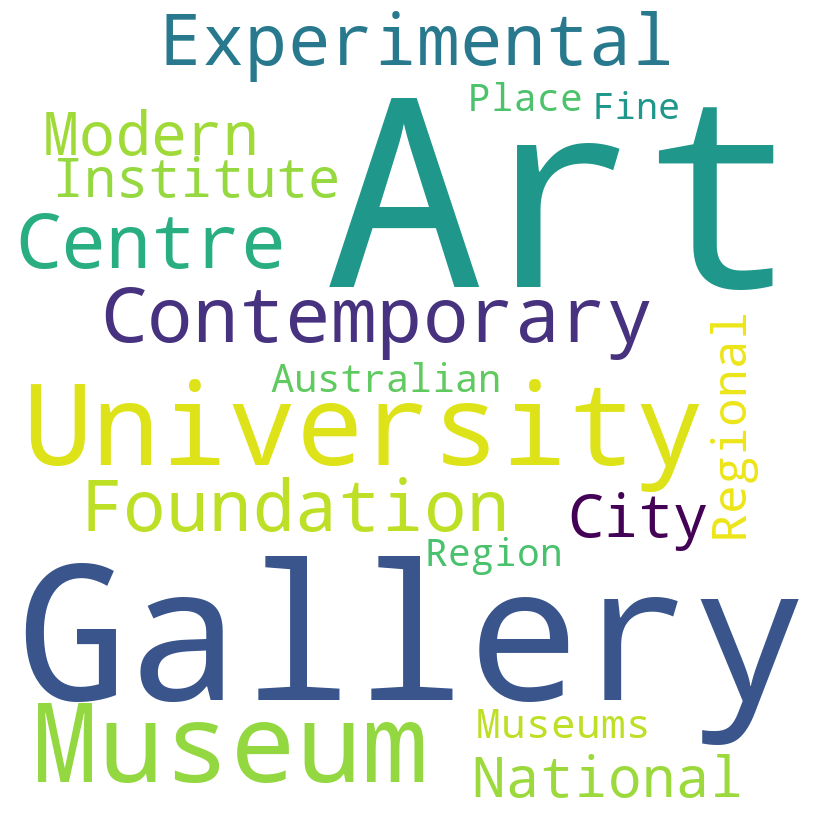 Experimental
Place
Fine
Art
Modern
Institute
Centre
Contemporary
Regional
Australian
University
Foundation
City
Region
Gallery
Museum
Museums
National